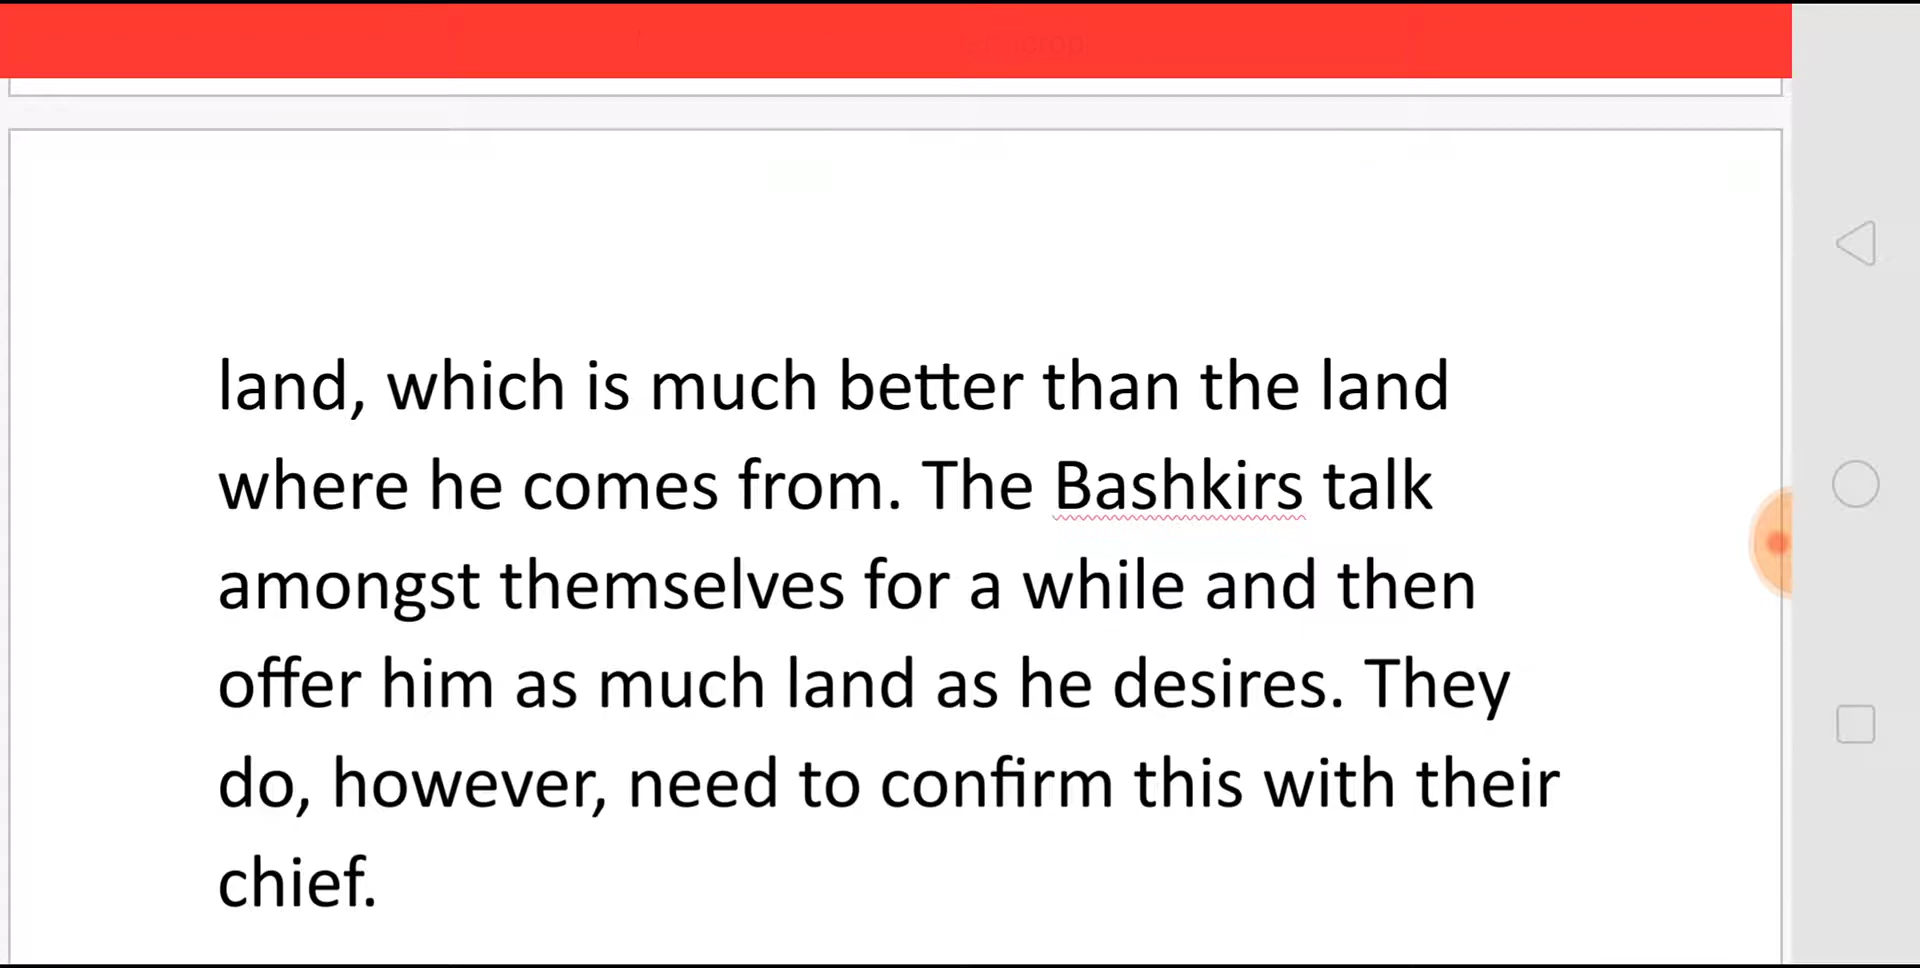 land, which is much better than the land
where he comes from. The Bashkirs talk
amongst themselves for a while and then
offer him as much land as he desires. They
do, however, need to confirm this with their
chief.